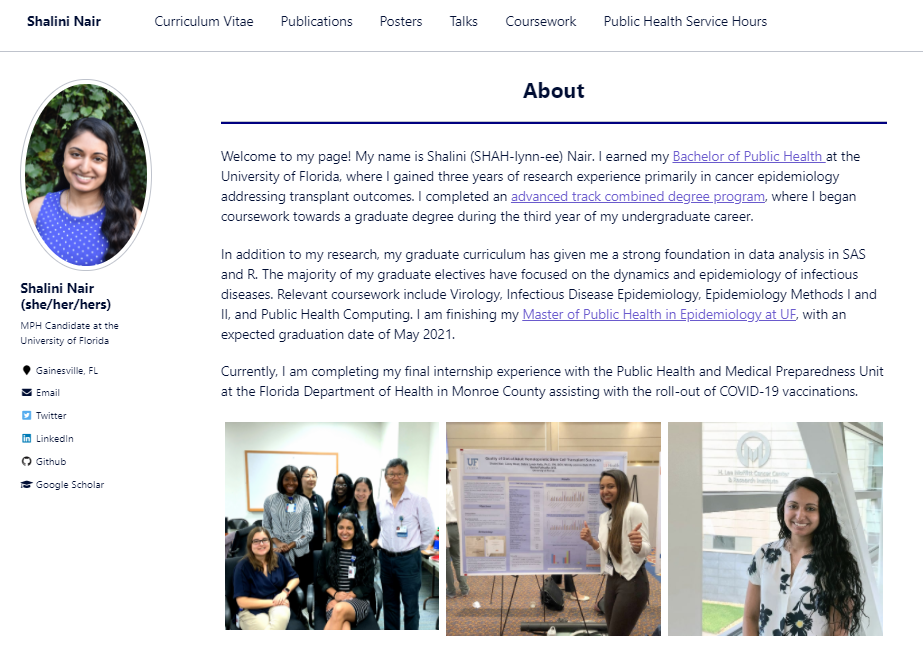 Shalini Nair
Curriculum Vitae
Publications
Posters
Talks
Coursework
Public Health Service Hours
Shalini Nair
(she/her/hers)
MPH Candidate at the
University of Florida
Gainesville, FL
Email
Twitter
LinkedIn
Github
Google Scholar
About
Welcome to my page! My name is Shalini (SHAH-lynn-ee) Nair. I earned my Bachelor of Public Health at the
University of Florida, where I gained three years of research experience primarily in cancer epidemiology
addressing transplant outcomes. I completed an advanced track combined degree program, where I began
coursework towards a graduate degree during the third year of my undergraduate career.
In addition to my research, my graduate curriculum has given me a strong foundation in data analysis in SAS
and R. The majority of my graduate electives have focused on the dynamics and epidemiology of infectious
diseases. Relevant coursework include Virology, Infectious Disease Epidemiology, Epidemiology Methods I and
II, and Public Health Computing. I am finishing my Master of Public Health in Epidemiology at UF, with an
expected graduation date of May 2021.
Currently, I am completing my final internship experience with the Public Health and Medical Preparedness Unit
at the Florida Department of Health in Monroe County assisting with the roll-out of COVID-19 vaccinations.
UF
H. Lee Moffitt Cancer Center
& Research Institute